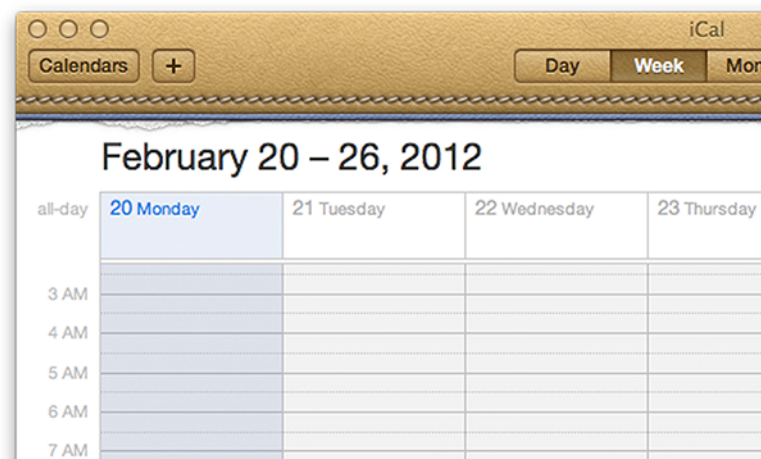 iCal
Calendars + Day Week
February 20 – 26, 2012
all-day 20 Monday 21 Tuesday 22 Wednesday 23 Thursday
3 AM
4 AM
5 AM
6 AM
7 AM